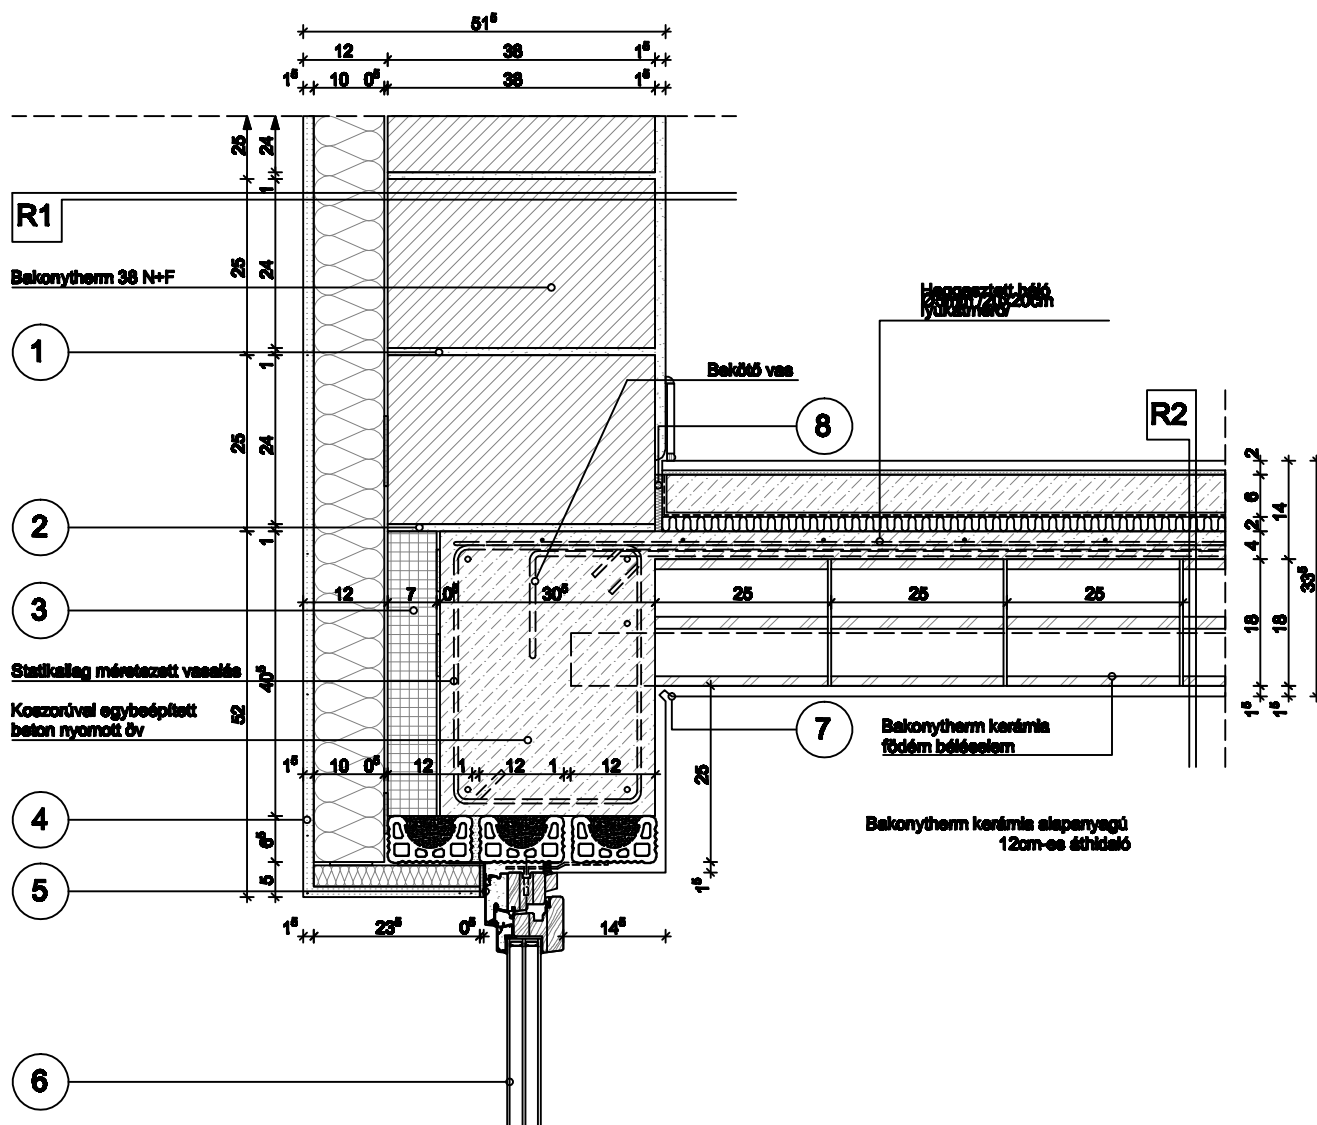 51⁵
12 38 1⁵
1⁵ 10 0⁵ 38 1⁵
25 24
1
R1
25 24
Bakonytherm 38 N+F
1
1
Bekötő vas
8
R2
25 24
2
6
14
2
4
33⁵
2
1
3
12 7 0⁵ 30⁵ 25 25 25
18 18
Statikailag méretezett vasalás
40⁵
52
Koszorúval egybeépített
beton nyomott öv
7
Bakonytherm kerámia
födém béléselem
1⁵ 1⁵
25
1⁵ 10 0⁵ 12 1 12 1 12
4
6⁵
Bakonytherm kerámia alapanyagú
12cm-es áthidaló
5
5
1⁵
1⁵ 23⁵ 0⁵ 14⁵
6